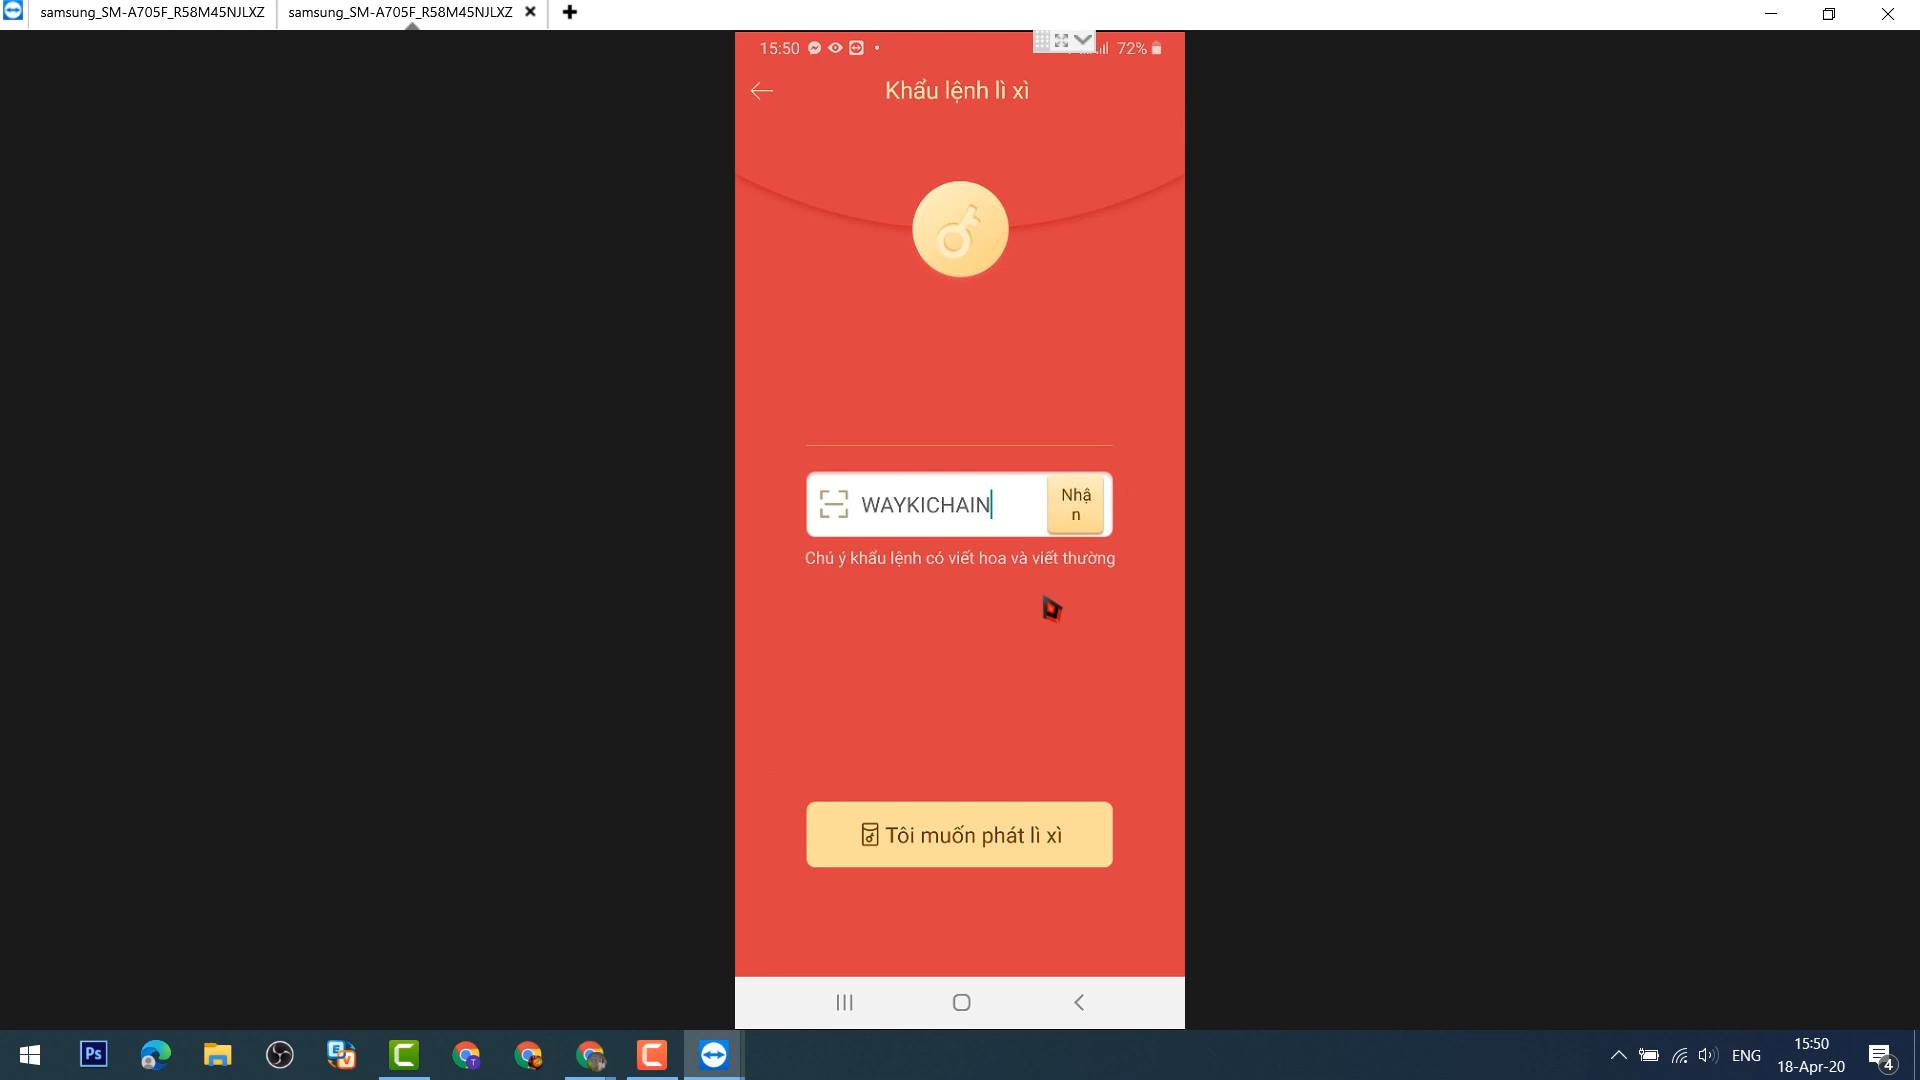 samsung_SM-A705F_R58M45NJLXZ
samsung_SM-A705F_R58M45NJLXZ
15:50
72%
Khẩu lệnh lì xì
WAYKICHAIN
Nhậ
n
Chú ý khẩu lệnh có viết hoa và viết thường
Tôi muốn phát lì xì
Ps
ENG
15:50
18-Apr-20
4